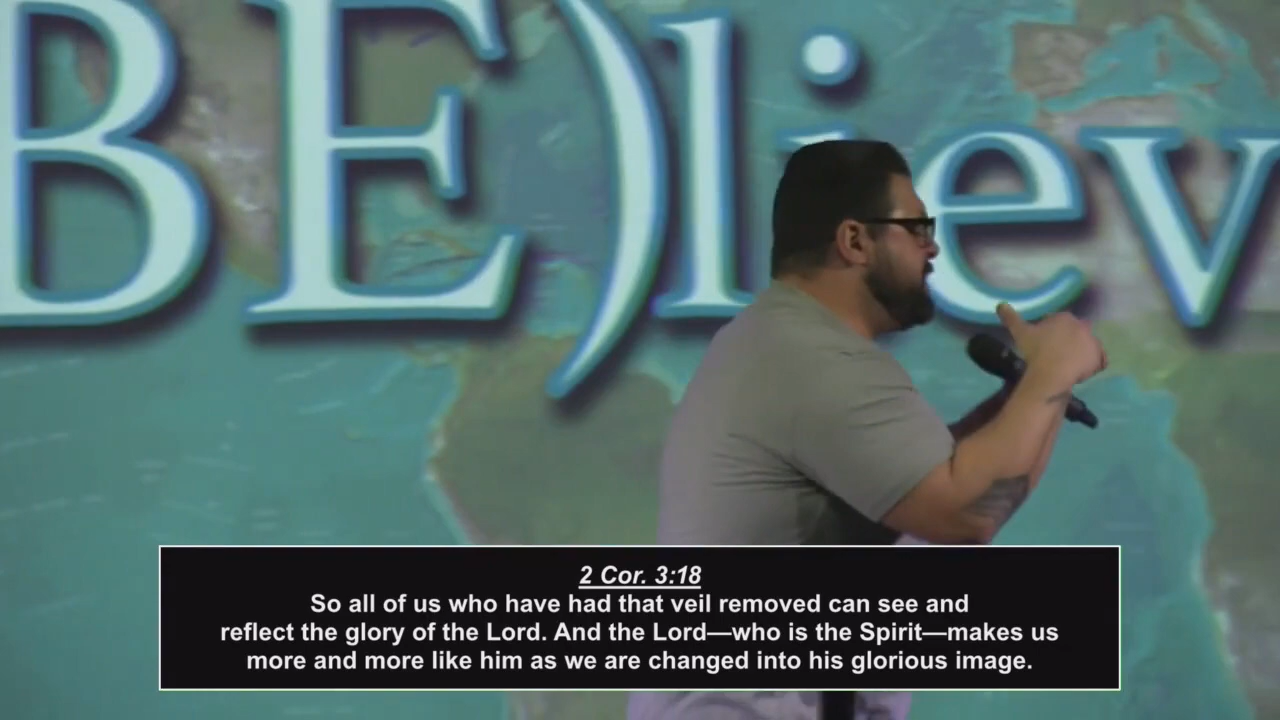 BE)liev
2 Cor. 3:18
So all of us who have had that veil removed can see and
reflect the glory of the Lord. And the Lord—who is the Spirit—makes us
more and more like him as we are changed into his glorious image.